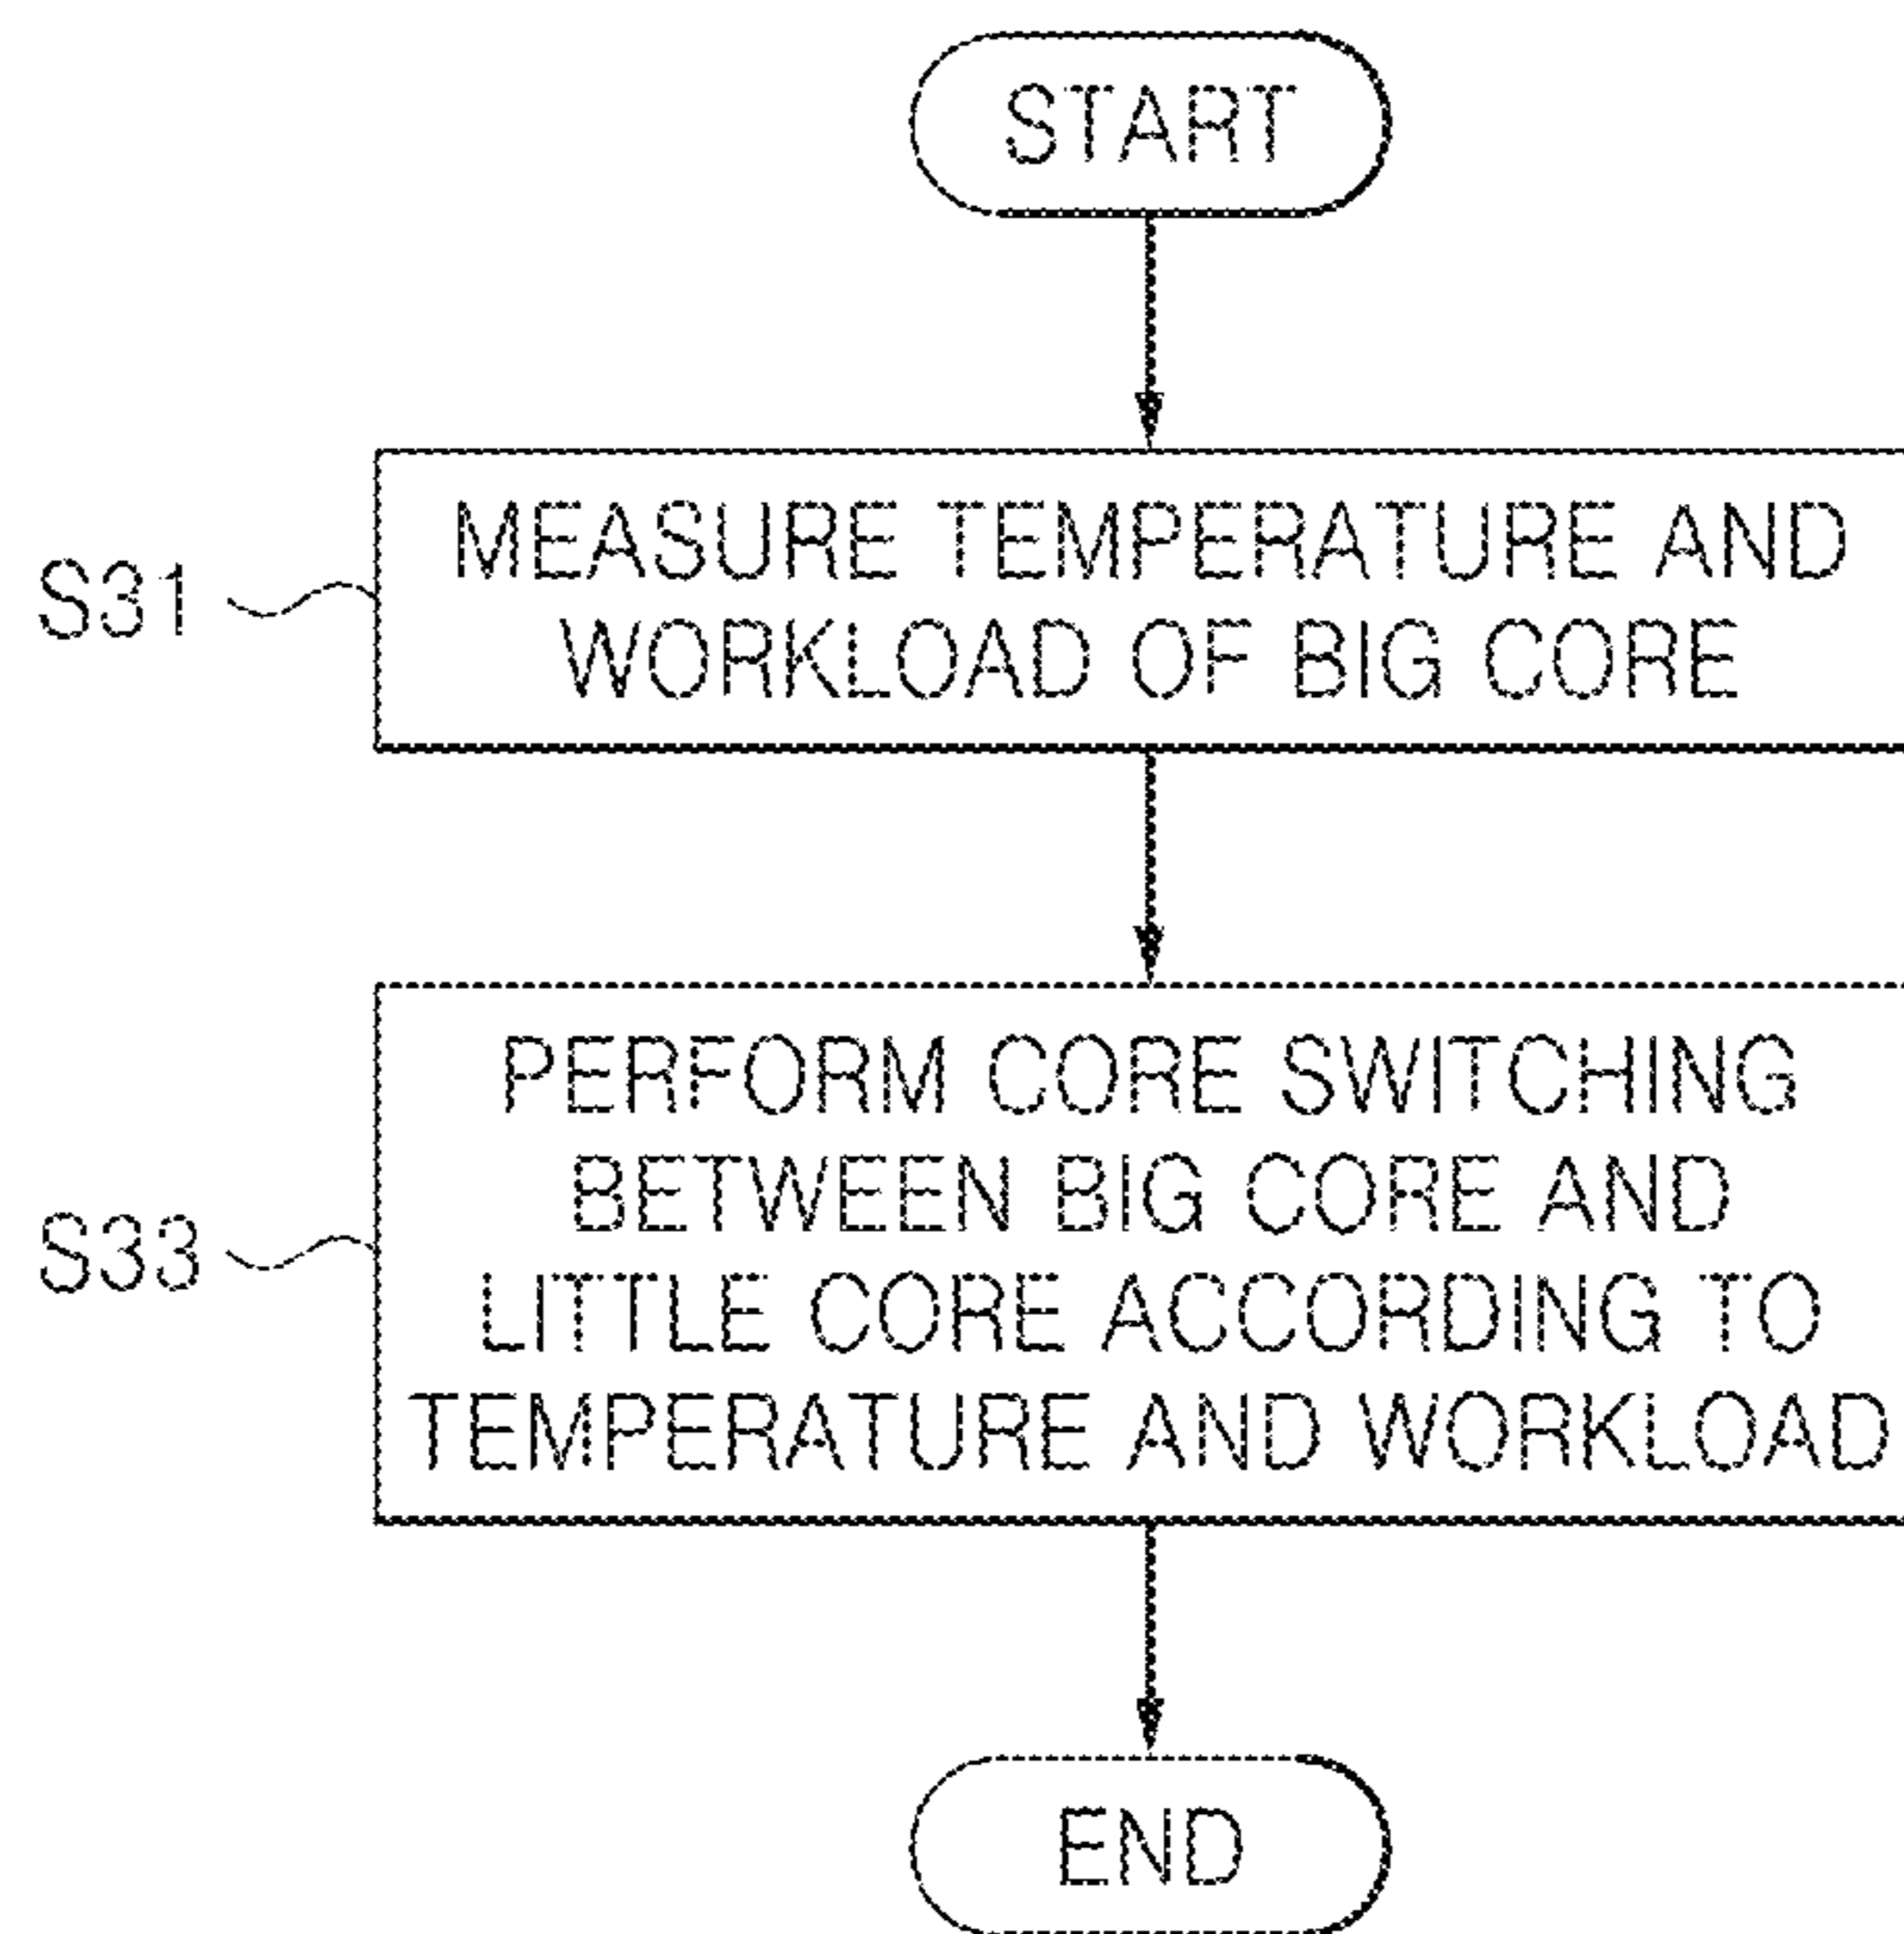 START
S31
MEASURE TEMPERATURE AND
WORKLOAD OF BIG CORE
S33
PERFORM CORE SWITCHING
BETWEEN BIG CORE AND
LITTLE CORE ACCORDING TO
TEMPERATURE AND WORKLOAD
END